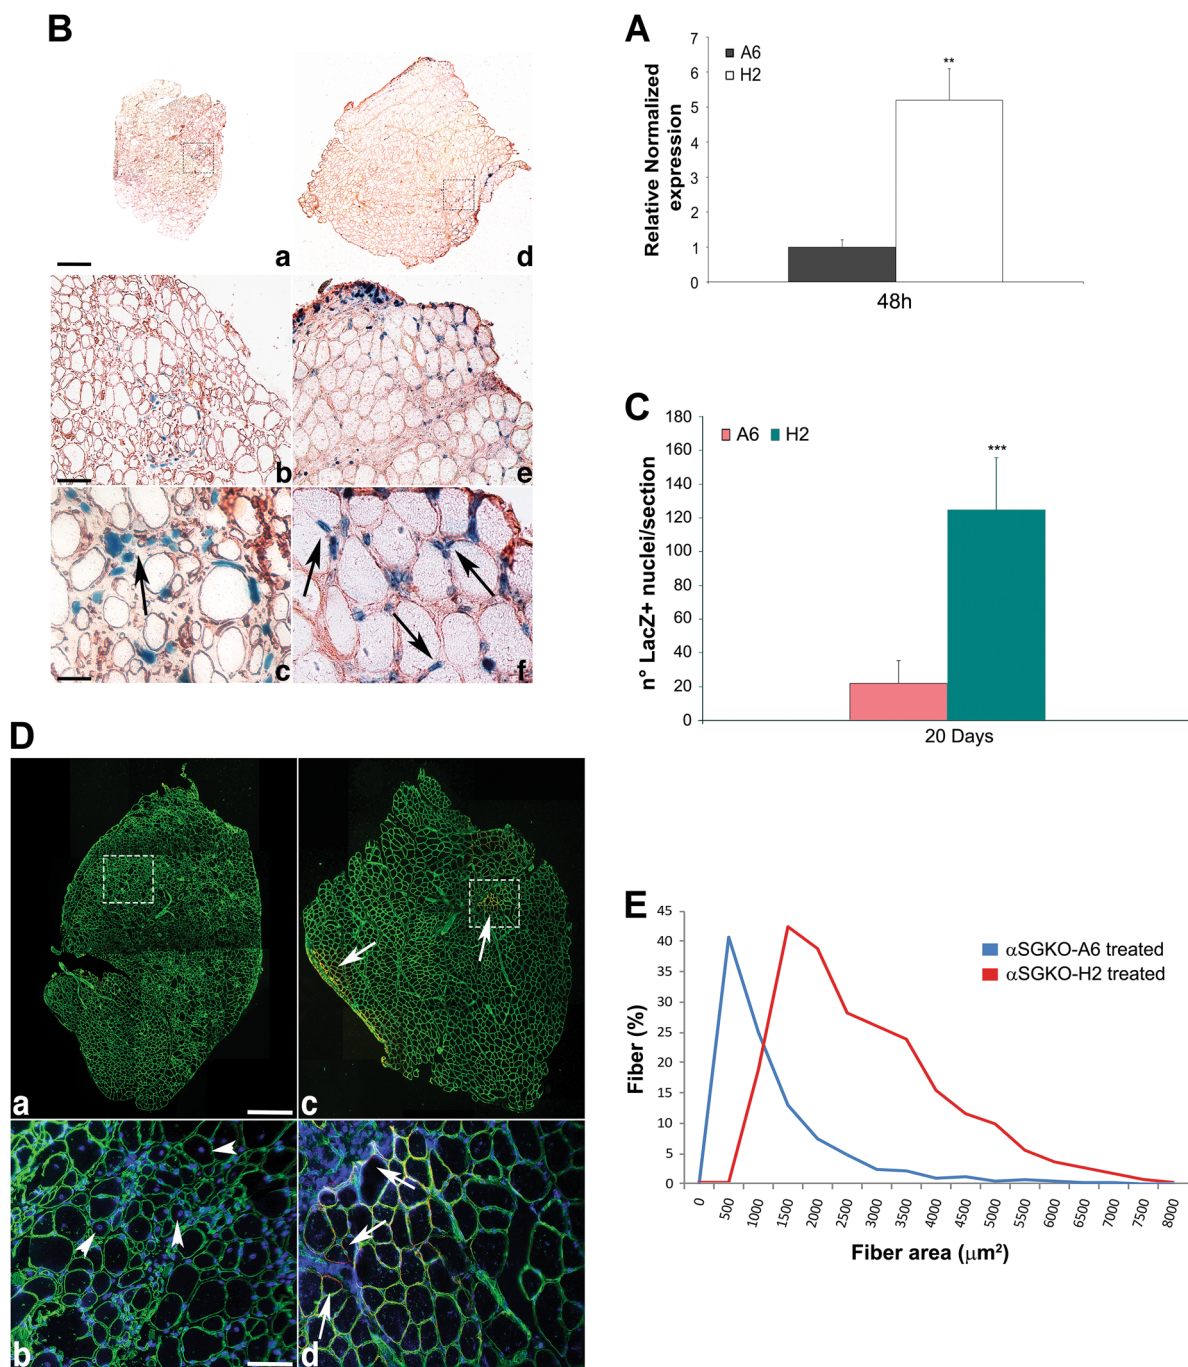 B
a
d
b
e
c
f
A
7
6
5
4
3
2
1
0
A6
H2
**
Relative Normalized
expression
48h
C
180
160
140
120
100
80
60
40
20
0
A6 H2
***
n° LacZ+ nuclei/section
20 Days
D
a
c
b
d
E
45
40
35
30
25
20
15
10
5
0
αSGKO-A6 treated
αSGKO-H2 treated
Fiber (%)
0 500 1000 1500 2000 2500 3000 3500 4000 4500 5000 5500 6000 6500 7000 7500 8000
Fiber area (μm²)